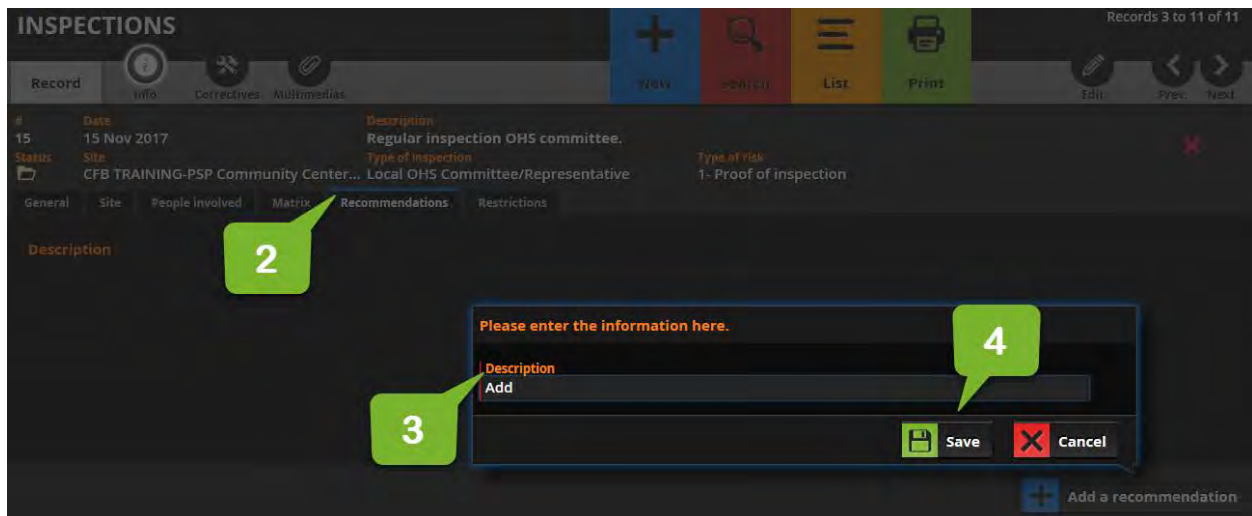 INSPECTIONS
Records 3 to 11 of 11
New Search List Print
Record Info Correctives Multimedias Edit Prev. Next
# Date Description
15 15 Nov 2017 Regular inspection OHS committee.
Status Site Type of inspection Type of risk
CFB TRAINING-PSP Community Center... Local OHS Committee/Representative 1- Proof of inspection
General Site People involved Matrix Recommendations Restrictions
Description
2
Please enter the information here.
4
Description
Add
3
Save Cancel
Add a recommendation